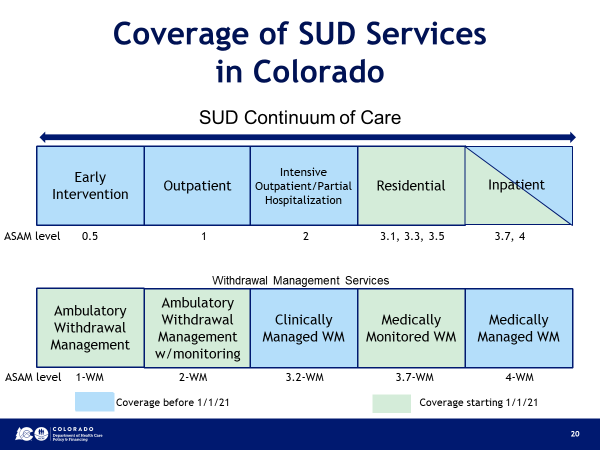 Coverage of SUD Services
in Colorado
SUD Continuum of Care
Early
Intervention
Outpatient
Intensive
Outpatient/Partial
Hospitalization
Residential
Inpatient
ASAM level 0.5 1 2 3.1, 3.3, 3.5 3.7, 4
Withdrawal Management Services
Ambulatory
Withdrawal
Management
Ambulatory
Withdrawal
Management
w/monitoring
Clinically
Managed WM
Medically
Monitored WM
Medically
Managed WM
ASAM level 1-WM 2-WM 3.2-WM 3.7-WM 4-WM
Coverage before 1/1/21 Coverage starting 1/1/21
COLORADO
Department of Health Care
Policy & Financing
20